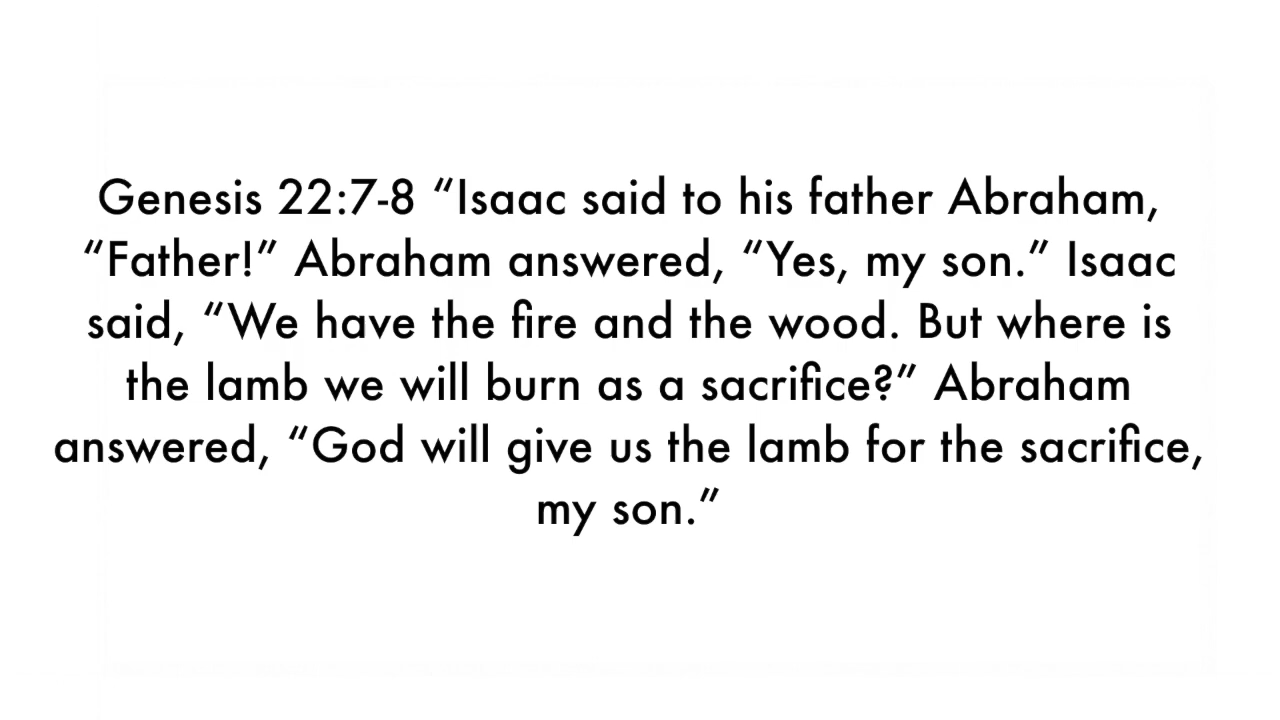 Genesis 22:7-8 “Isaac said to his father Abraham,
“Father!” Abraham answered, “Yes, my son.” Isaac
said, “We have the fire and the wood. But where is
the lamb we will burn as a sacrifice?” Abraham
answered, “God will give us the lamb for the sacrifice,
my son.”